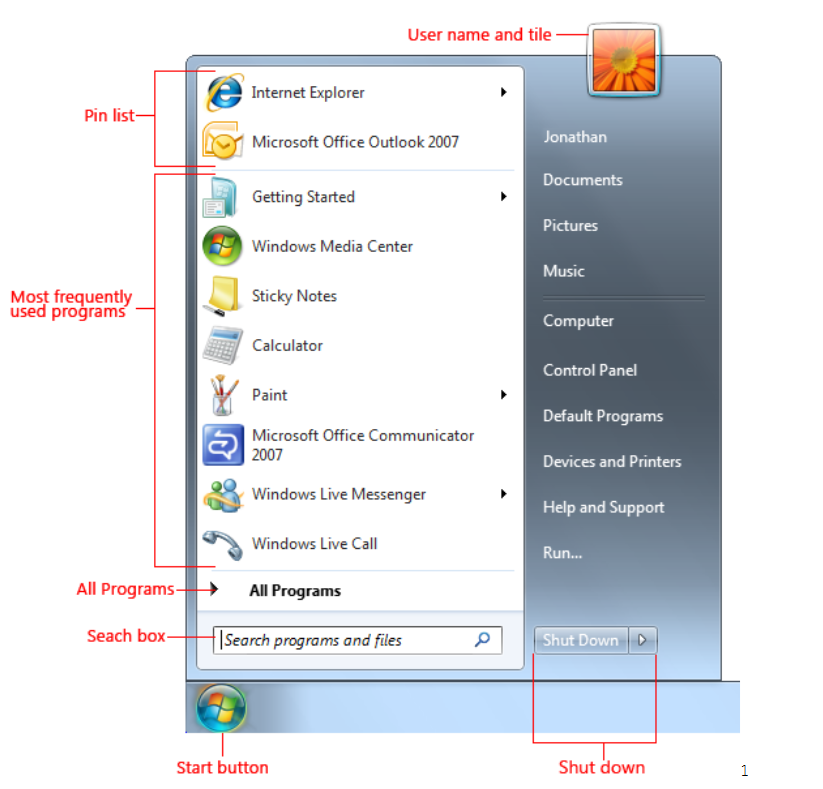 User name and tile
Pin list
Internet Explorer
Microsoft Office Outlook 2007
Most frequently
used programs
Getting Started
Windows Media Center
Sticky Notes
Calculator
Paint
Microsoft Office Communicator
2007
Windows Live Messenger
Windows Live Call
All Programs
All Programs
Seach box
Search programs and files
Jonathan
Documents
Pictures
Music
Computer
Control Panel
Default Programs
Devices and Printers
Help and Support
Run...
Shut Down
Start button
Shut down
1